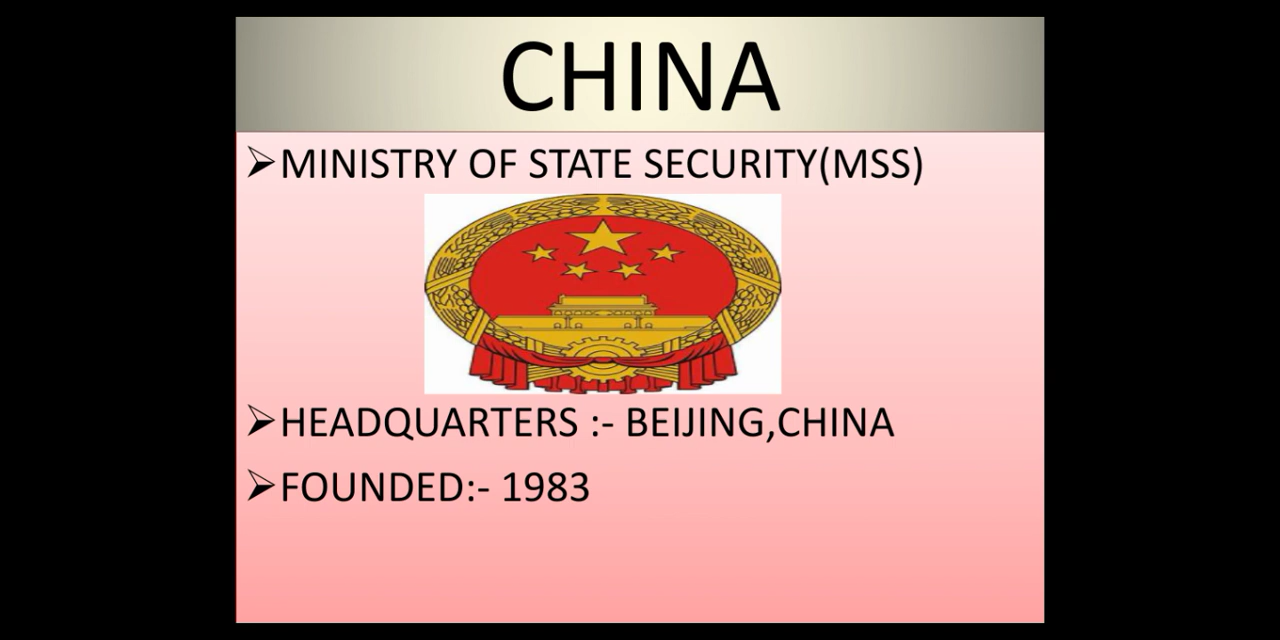 CHINA
➢MINISTRY OF STATE SECURITY(MSS)
➢HEADQUARTERS :- BEIJING,CHINA
➢FOUNDED:- 1983